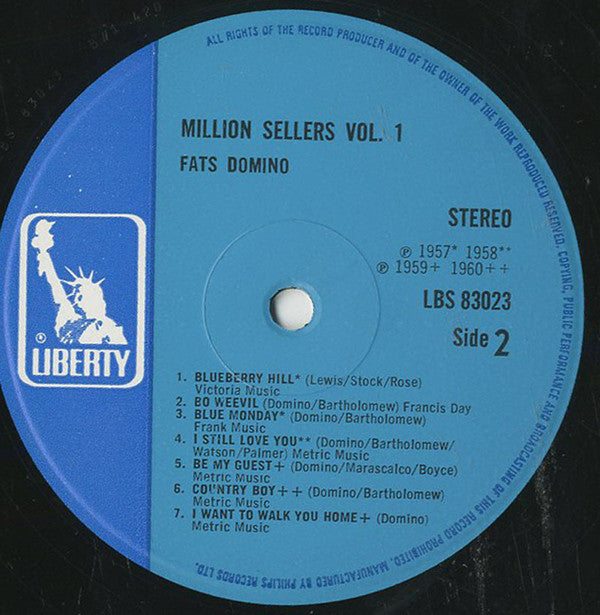 ALL RIGHTS OF THE RECORD PRODUCER AND OF THE OWNER OF THE WORK REPRODUCED RESERVED. COPYING, PUBLIC PERFORMANCE AND BROADCASTING OF THIS RECORD PROHIBITED. MANUFACTURED BY PHILIPS RECORDS LTD.
MILLION SELLERS VOL. 1
FATS DOMINO
STEREO
℗ 1957* 1958**
℗ 1959+ 1960++
LBS 83023
Side 2
® LIBERTY
1. BLUEBERRY HILL* (Lewis/Stock/Rose)
Victoria Music
2. BO WEEVIL (Domino/Bartholomew) Francis Day
3. BLUE MONDAY* (Domino/Bartholomew)
Frank Music
4. I STILL LOVE YOU** (Domino/Bartholomew/
Watson/Palmer) Metric Music
5. BE MY GUEST+ (Domino/Marascalco/Boyce)
Metric Music
6. COUNTRY BOY++ (Domino/Bartholomew)
Metric Music
7. I WANT TO WALK YOU HOME+ (Domino)
Metric Music